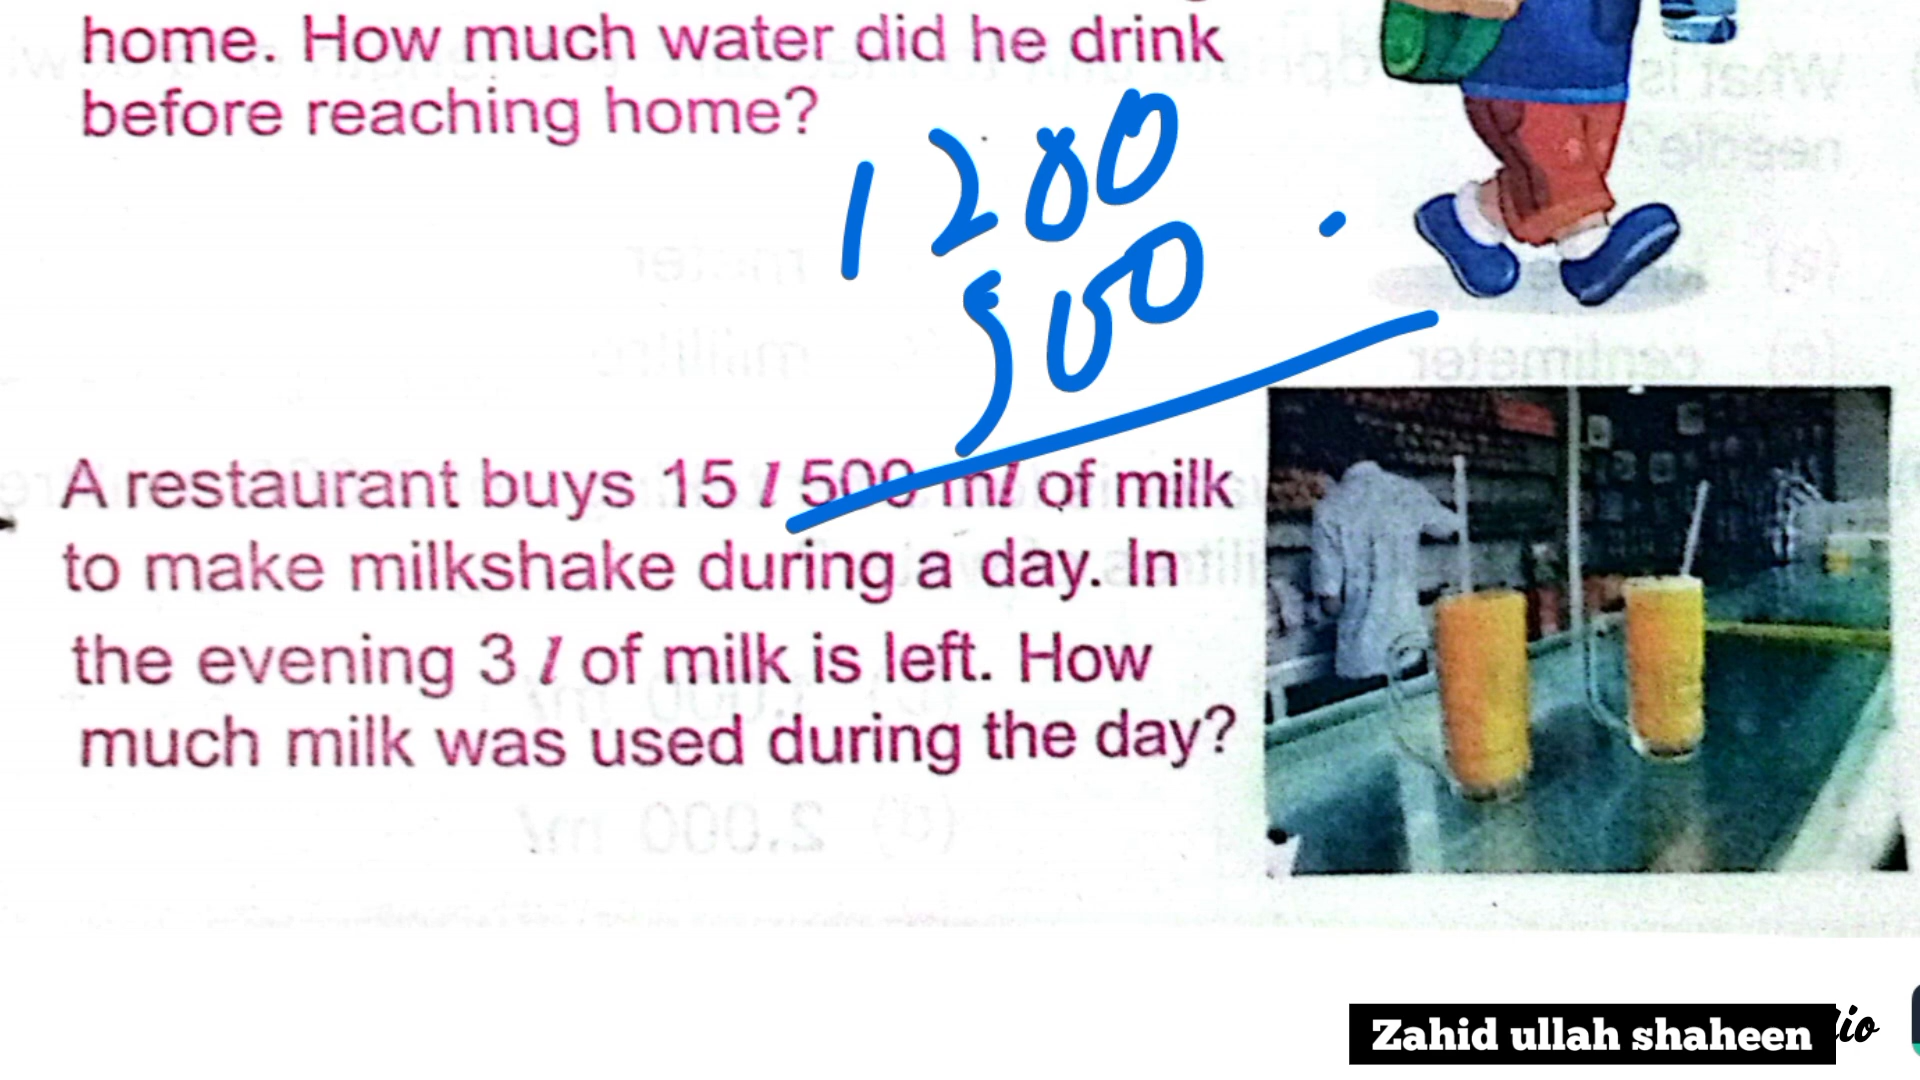 home. How much water did he drink
before reaching home?
1200
500
A restaurant buys 15 l 500 ml of milk
to make milkshake during a day. In
the evening 3 l of milk is left. How
much milk was used during the day?
Zahid ullah shaheen